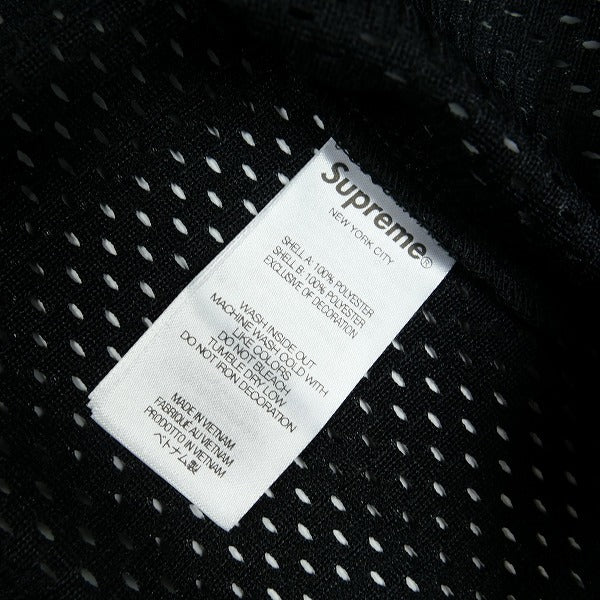 Supreme®
NEW YORK CITY
SHELL A: 100% POLYESTER
SHELL B: 100% POLYESTER
EXCLUSIVE OF DECORATION
WASH INSIDE OUT
MACHINE WASH COLD WITH
LIKE COLORS
DO NOT BLEACH
TUMBLE DRY LOW
DO NOT IRON DECORATION
MADE IN VIETNAM
FABRIQUÉ AU VIETNAM
PRODOTTO IN VIETNAM
ベトナム製